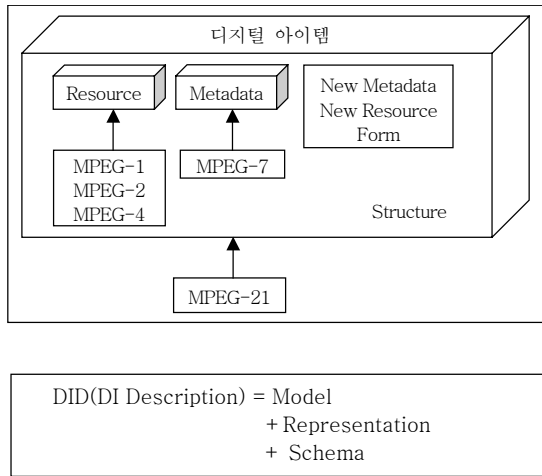 디지털 아이템
Resource
Metadata
New Metadata
New Resource
Form
MPEG-1
MPEG-2
MPEG-4
MPEG-7
Structure
MPEG-21
DID(DI Description) = Model
+ Representation
+ Schema